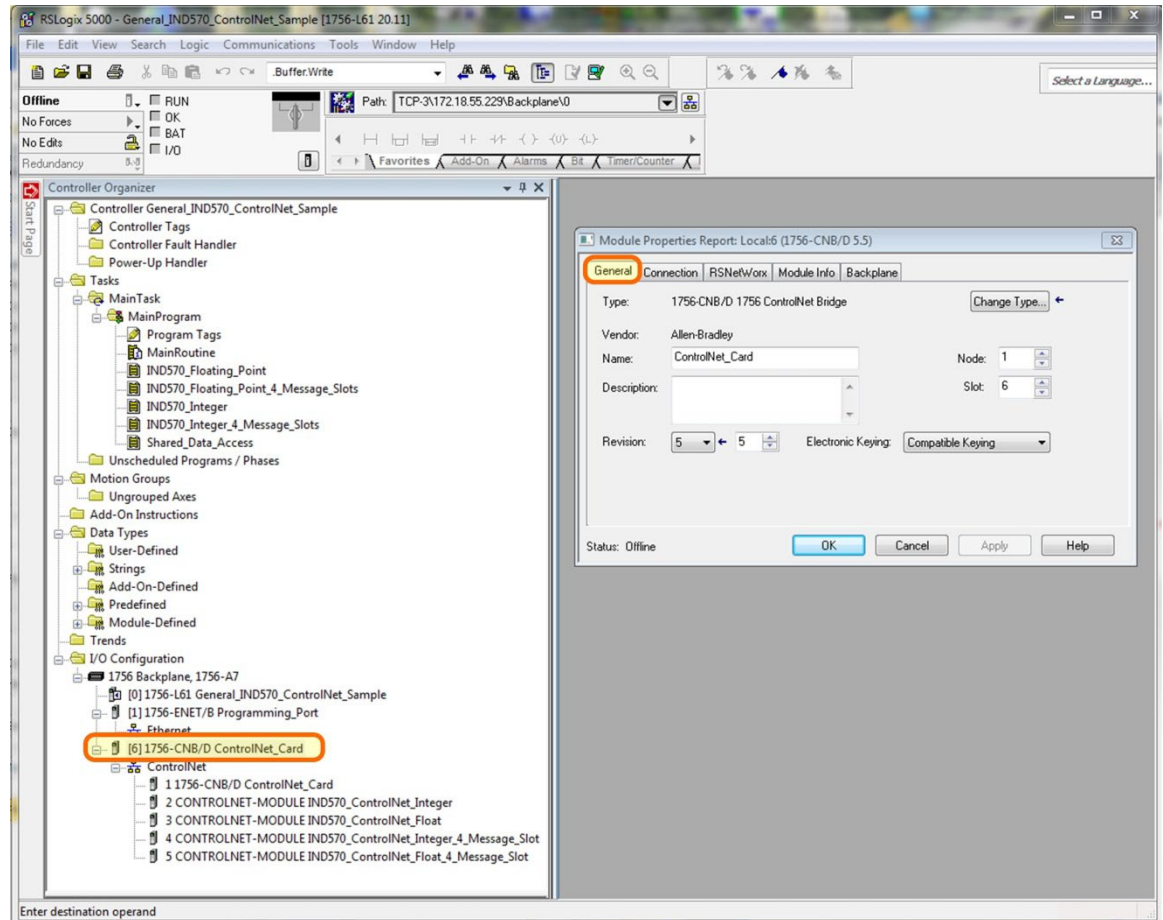 RSLogix 5000 - General_IND570_ControlNet_Sample [1756-L61 20.11]
File Edit View Search Logic Communications Tools Window Help
.Buffer.Write
Select a Language...
Offline
RUN
No Forces
OK
No Edits
BAT
Redundancy
I/O
Path: TCP-3\172.18.55.229\Backplane\0
Favorites Add-On Alarms Bit Timer/Counter
Start Page
Controller Organizer
Controller General_IND570_ControlNet_Sample
Controller Tags
Controller Fault Handler
Power-Up Handler
Tasks
MainTask
MainProgram
Program Tags
MainRoutine
IND570_Floating_Point
IND570_Floating_Point_4_Message_Slots
IND570_Integer
IND570_Integer_4_Message_Slots
Shared_Data_Access
Unscheduled Programs / Phases
Motion Groups
Ungrouped Axes
Add-On Instructions
Data Types
User-Defined
Strings
Add-On-Defined
Predefined
Module-Defined
Trends
I/O Configuration
1756 Backplane, 1756-A7
[0] 1756-L61 General_IND570_ControlNet_Sample
[1] 1756-ENET/B Programming_Port
Ethernet
[6] 1756-CNB/D ControlNet_Card
ControlNet
1 1756-CNB/D ControlNet_Card
2 CONTROLNET-MODULE IND570_ControlNet_Integer
3 CONTROLNET-MODULE IND570_ControlNet_Float
4 CONTROLNET-MODULE IND570_ControlNet_Integer_4_Message_Slot
5 CONTROLNET-MODULE IND570_ControlNet_Float_4_Message_Slot
Module Properties Report: Local:6 (1756-CNB/D 5.5)
General Connection RSNetWorx Module Info Backplane
Type: 1756-CNB/D 1756 ControlNet Bridge Change Type...
Vendor: Allen-Bradley
Name: ControlNet_Card Node: 1
Description: Slot: 6
Revision: 5 5 Electronic Keying: Compatible Keying
Status: Offline OK Cancel Apply Help
Enter destination operand